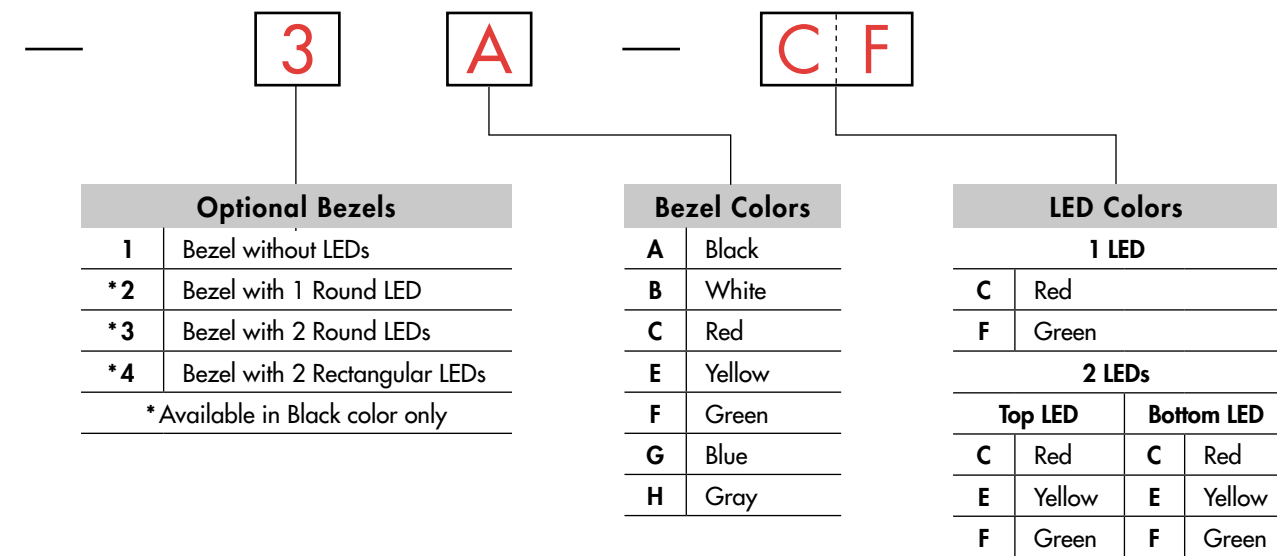 — 3 A — C F
Optional Bezels
1 Bezel without LEDs
*2 Bezel with 1 Round LED
*3 Bezel with 2 Round LEDs
*4 Bezel with 2 Rectangular LEDs
*Available in Black color only
Bezel Colors
A Black
B White
C Red
E Yellow
F Green
G Blue
H Gray
LED Colors
1 LED
C Red
F Green
2 LEDs
Top LED Bottom LED
C Red C Red
E Yellow E Yellow
F Green F Green